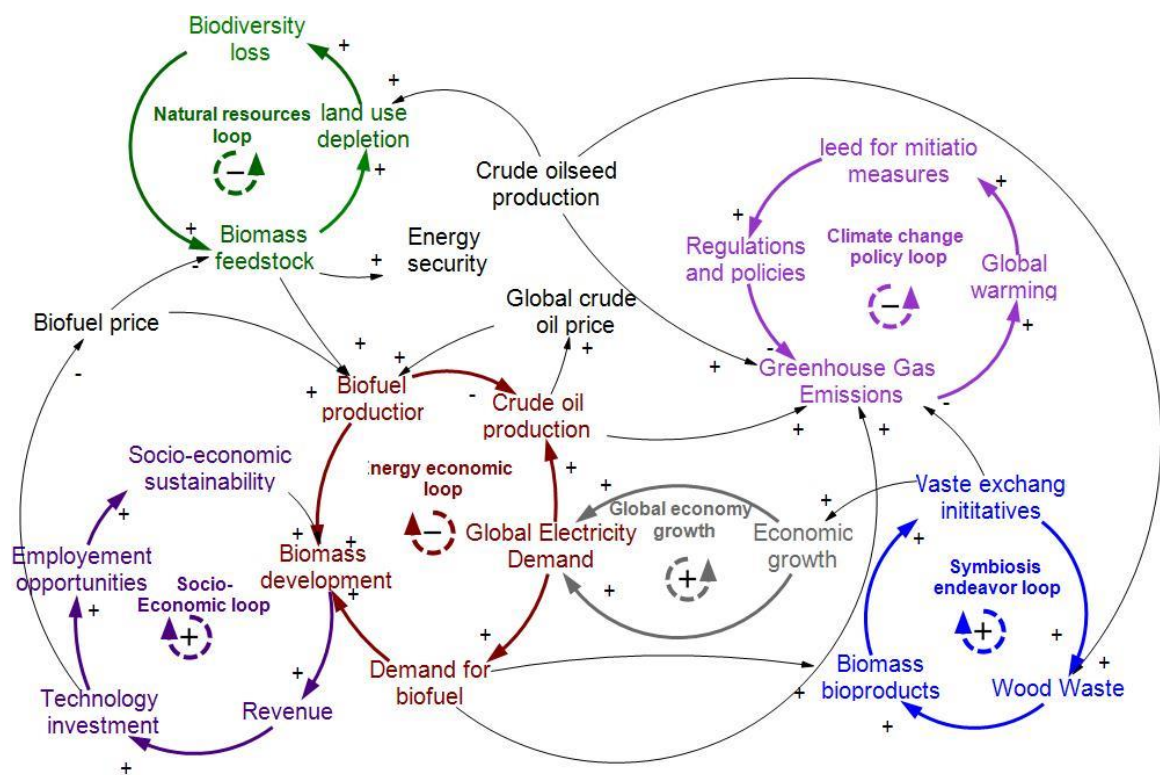 Biodiversity
loss
+
+
+
Natural resources
loop
−
land use
depletion
+
+
-
Biomass
feedstock
+
Energy
security
Crude oilseed
production
leed for mitiatio
measures
+
+
Regulations
and policies
Climate change
policy loop
−
Global
warming
+
-
Greenhouse Gas
Emissions
-
+
+
+
Biofuel price
-
Global crude
oil price
+
+
+
+
Biofuel
productior
-
Crude oil
production
Socio-economic
sustainability
+
:nergy economic
loop
−
+
+
+
Global economy
growth
+
+
Global Electricity
Demand
Economic
growth
+
Vaste exchang
inititatives
+
Employement
opportunities
+
Socio-
Economic loop
+
+
+
+
Biomass
development
Symbiosis
endeavor loop
+
+
+
+
Demand for
biofuel
+
Biomass
bioproducts
Wood Waste
+
+
Technology
investment
+
Revenue
+